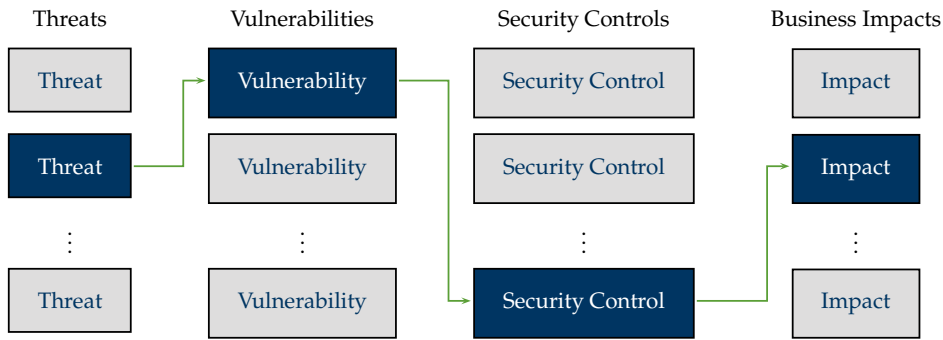 Threats Vulnerabilities Security Controls Business Impacts
Threat Vulnerability Security Control Impact
Threat Vulnerability Security Control Impact
⋮ ⋮ ⋮ ⋮
Threat Vulnerability Security Control Impact